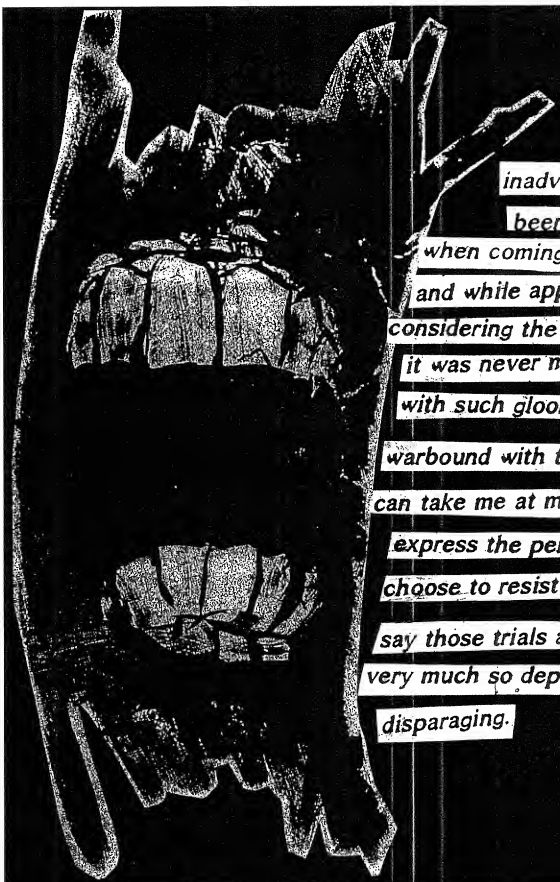 inadv
been
when coming
and while app
considering the
it was never m
with such gloo
warbound with t
can take me at m
express the per
choose to resist
say those trials a
very much so dep
disparaging.